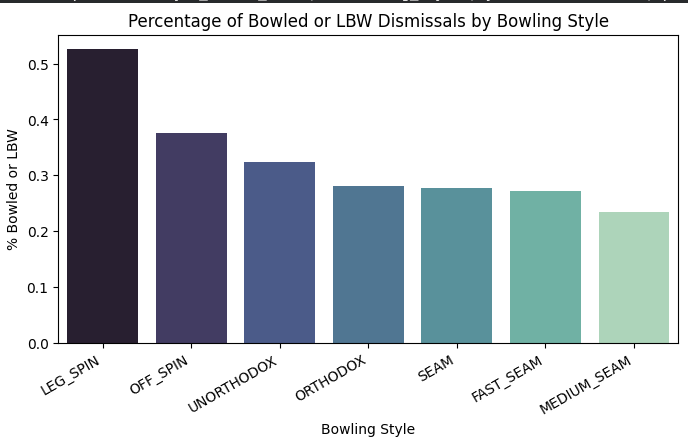 Percentage of Bowled or LBW Dismissals by Bowling Style
% Bowled or LBW
0.5
0.4
0.3
0.2
0.1
0.0
LEG_SPIN
OFF_SPIN
UNORTHODOX
ORTHODOX
SEAM
FAST_SEAM
MEDIUM_SEAM
Bowling Style